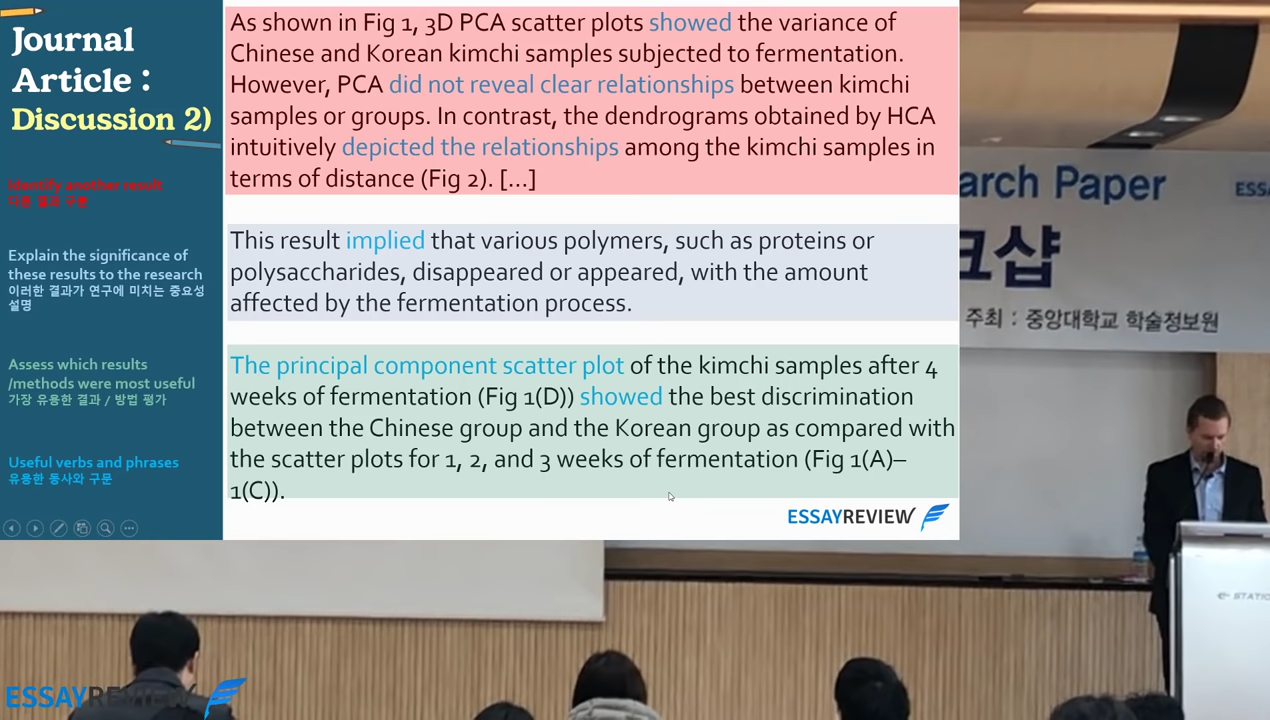 Journal
Article :
Discussion 2)
Identify another result
다른 결과 구문
Explain the significance of
these results to the research
이러한 결과가 연구에 미치는 중요성
설명
Assess which results
/methods were most useful
가장 유용한 결과 / 방법 평가
Useful verbs and phrases
유용한 동사와 구문
As shown in Fig 1, 3D PCA scatter plots showed the variance of
Chinese and Korean kimchi samples subjected to fermentation.
However, PCA did not reveal clear relationships between kimchi
samples or groups. In contrast, the dendrograms obtained by HCA
intuitively depicted the relationships among the kimchi samples in
terms of distance (Fig 2). [...]
This result implied that various polymers, such as proteins or
polysaccharides, disappeared or appeared, with the amount
affected by the fermentation process.
The principal component scatter plot of the kimchi samples after 4
weeks of fermentation (Fig 1(D)) showed the best discrimination
between the Chinese group and the Korean group as compared with
the scatter plots for 1, 2, and 3 weeks of fermentation (Fig 1(A)–
1(C)).
ESSAYREVIEW
arch Paper
ESS
크샵
주최 : 중앙대학교 학술정보원
ESSAYREVIEW